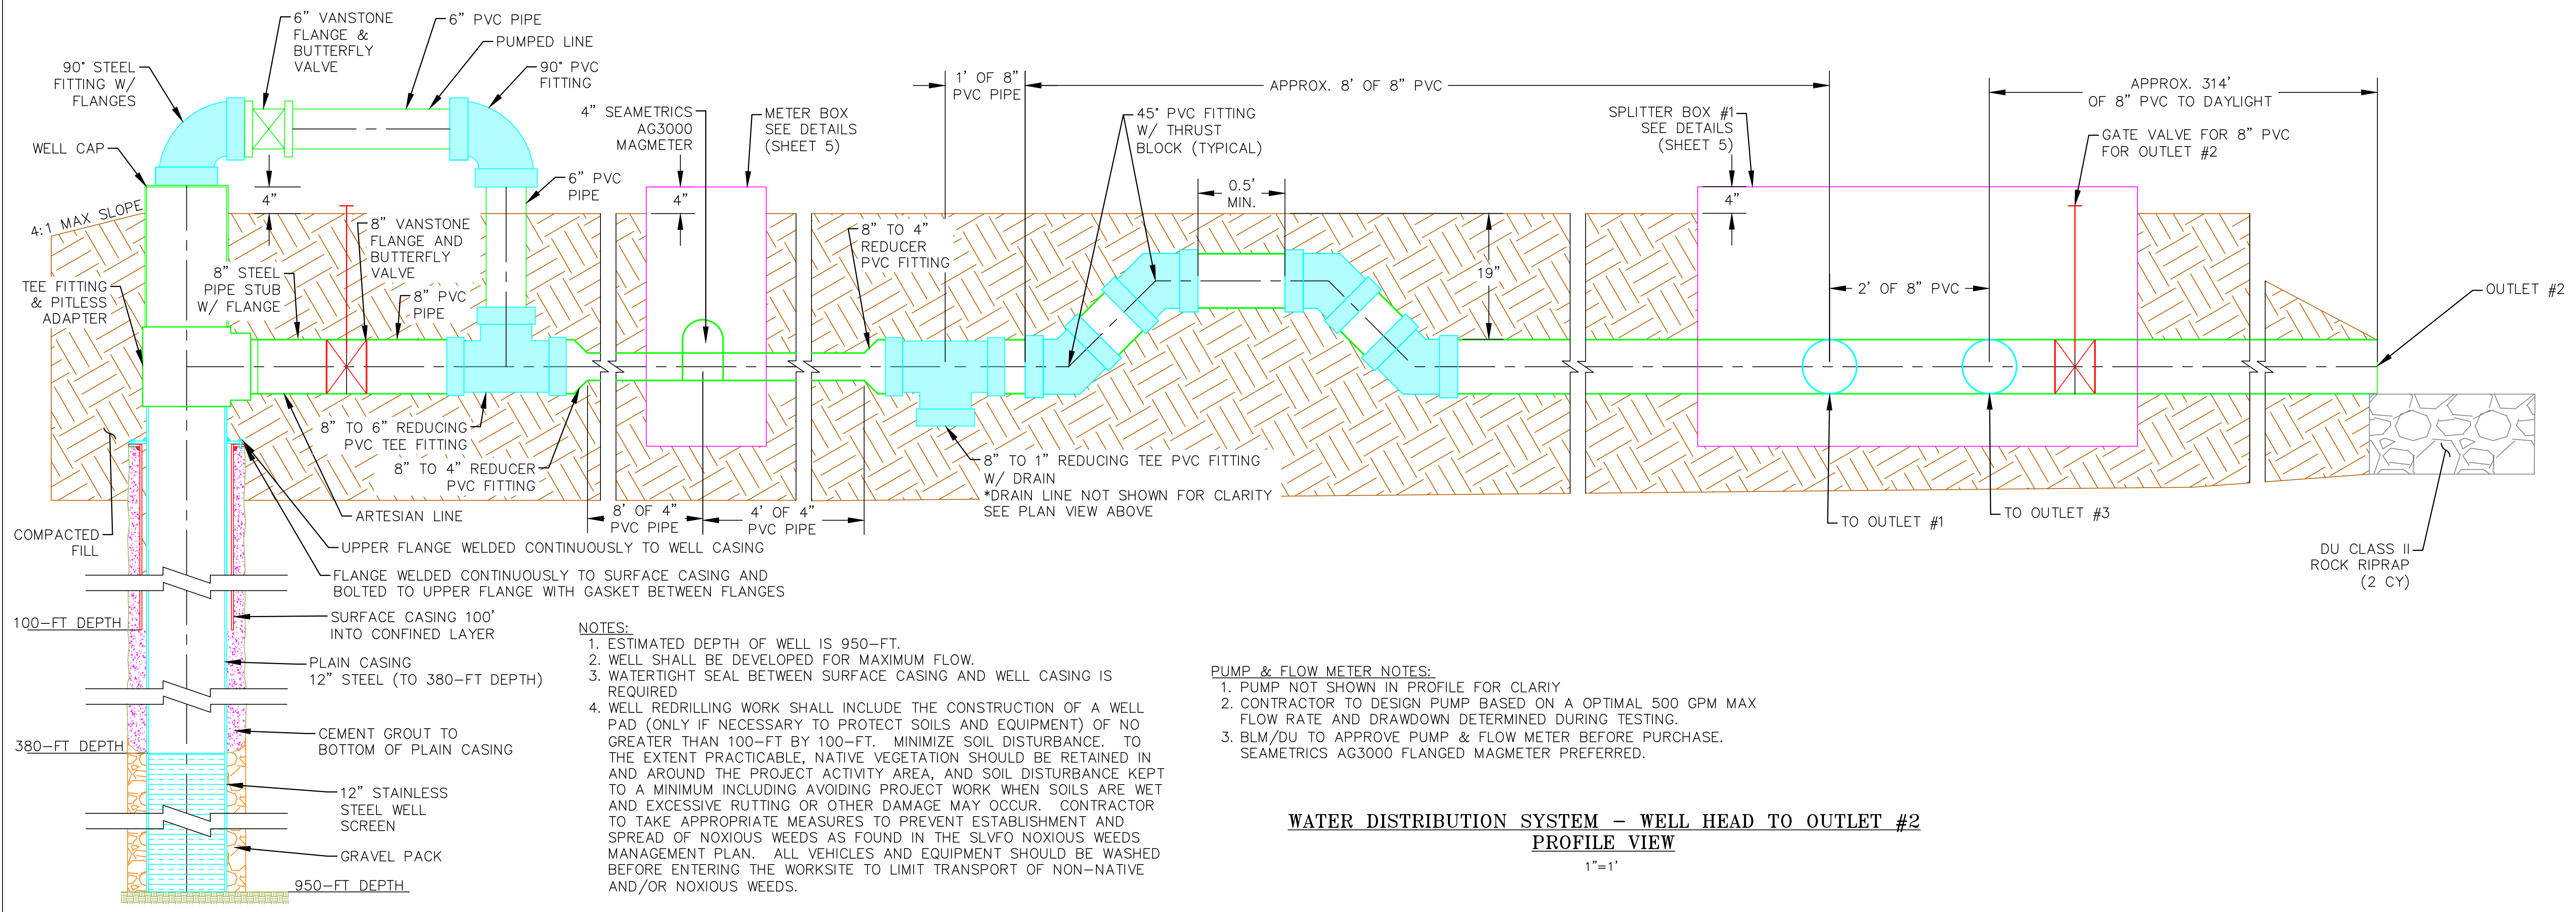 6" VANSTONE
FLANGE &
BUTTERFLY
VALVE
6" PVC PIPE
PUMPED LINE
90° STEEL
FITTING W/
FLANGES
90° PVC
FITTING
WELL CAP
4:1 MAX SLOPE
4"
6" PVC
PIPE
8" VANSTONE
FLANGE AND
BUTTERFLY
VALVE
8" STEEL
PIPE STUB
W/ FLANGE
TEE FITTING
& PITLESS
ADAPTER
8" PVC
PIPE
4" SEAMETRICS
AG3000
MAGMETER
METER BOX
SEE DETAILS
(SHEET 5)
4"
8" TO 4"
REDUCER
PVC FITTING
1' OF 8"
PVC PIPE
APPROX. 8' OF 8" PVC
45° PVC FITTING
W/ THRUST
BLOCK (TYPICAL)
0.5'
MIN.
19"
SPLITTER BOX #1
SEE DETAILS
(SHEET 5)
4"
APPROX. 314'
OF 8" PVC TO DAYLIGHT
GATE VALVE FOR 8" PVC
FOR OUTLET #2
2' OF 8" PVC
OUTLET #2
8" TO 6" REDUCING
PVC TEE FITTING
8" TO 4" REDUCER
PVC FITTING
ARTESIAN LINE
8' OF 4"
PVC PIPE
4' OF 4"
PVC PIPE
8" TO 1" REDUCING TEE PVC FITTING
W/ DRAIN
*DRAIN LINE NOT SHOWN FOR CLARITY
SEE PLAN VIEW ABOVE
TO OUTLET #1
TO OUTLET #3
DU CLASS II
ROCK RIPRAP
(2 CY)
COMPACTED
FILL
UPPER FLANGE WELDED CONTINUOUSLY TO WELL CASING
FLANGE WELDED CONTINUOUSLY TO SURFACE CASING AND
BOLTED TO UPPER FLANGE WITH GASKET BETWEEN FLANGES
100-FT DEPTH
SURFACE CASING 100'
INTO CONFINED LAYER
PLAIN CASING
12" STEEL (TO 380-FT DEPTH)
380-FT DEPTH
CEMENT GROUT TO
BOTTOM OF PLAIN CASING
12" STAINLESS
STEEL WELL
SCREEN
GRAVEL PACK
950-FT DEPTH
NOTES:
1. ESTIMATED DEPTH OF WELL IS 950-FT.
2. WELL SHALL BE DEVELOPED FOR MAXIMUM FLOW.
3. WATERTIGHT SEAL BETWEEN SURFACE CASING AND WELL CASING IS
REQUIRED
4. WELL REDRILLING WORK SHALL INCLUDE THE CONSTRUCTION OF A WELL
PAD (ONLY IF NECESSARY TO PROTECT SOILS AND EQUIPMENT) OF NO
GREATER THAN 100-FT BY 100-FT. MINIMIZE SOIL DISTURBANCE. TO
THE EXTENT PRACTICABLE, NATIVE VEGETATION SHOULD BE RETAINED IN
AND AROUND THE PROJECT ACTIVITY AREA, AND SOIL DISTURBANCE KEPT
TO A MINIMUM INCLUDING AVOIDING PROJECT WORK WHEN SOILS ARE WET
AND EXCESSIVE RUTTING OR OTHER DAMAGE MAY OCCUR. CONTRACTOR
TO TAKE APPROPRIATE MEASURES TO PREVENT ESTABLISHMENT AND
SPREAD OF NOXIOUS WEEDS AS FOUND IN THE SLVFO NOXIOUS WEEDS
MANAGEMENT PLAN. ALL VEHICLES AND EQUIPMENT SHOULD BE WASHED
BEFORE ENTERING THE WORKSITE TO LIMIT TRANSPORT OF NON-NATIVE
AND/OR NOXIOUS WEEDS.
PUMP & FLOW METER NOTES:
1. PUMP NOT SHOWN IN PROFILE FOR CLARIY
2. CONTRACTOR TO DESIGN PUMP BASED ON A OPTIMAL 500 GPM MAX
FLOW RATE AND DRAWDOWN DETERMINED DURING TESTING.
3. BLM/DU TO APPROVE PUMP & FLOW METER BEFORE PURCHASE.
SEAMETRICS AG3000 FLANGED MAGMETER PREFERRED.
WATER DISTRIBUTION SYSTEM - WELL HEAD TO OUTLET #2
PROFILE VIEW
1"=1'